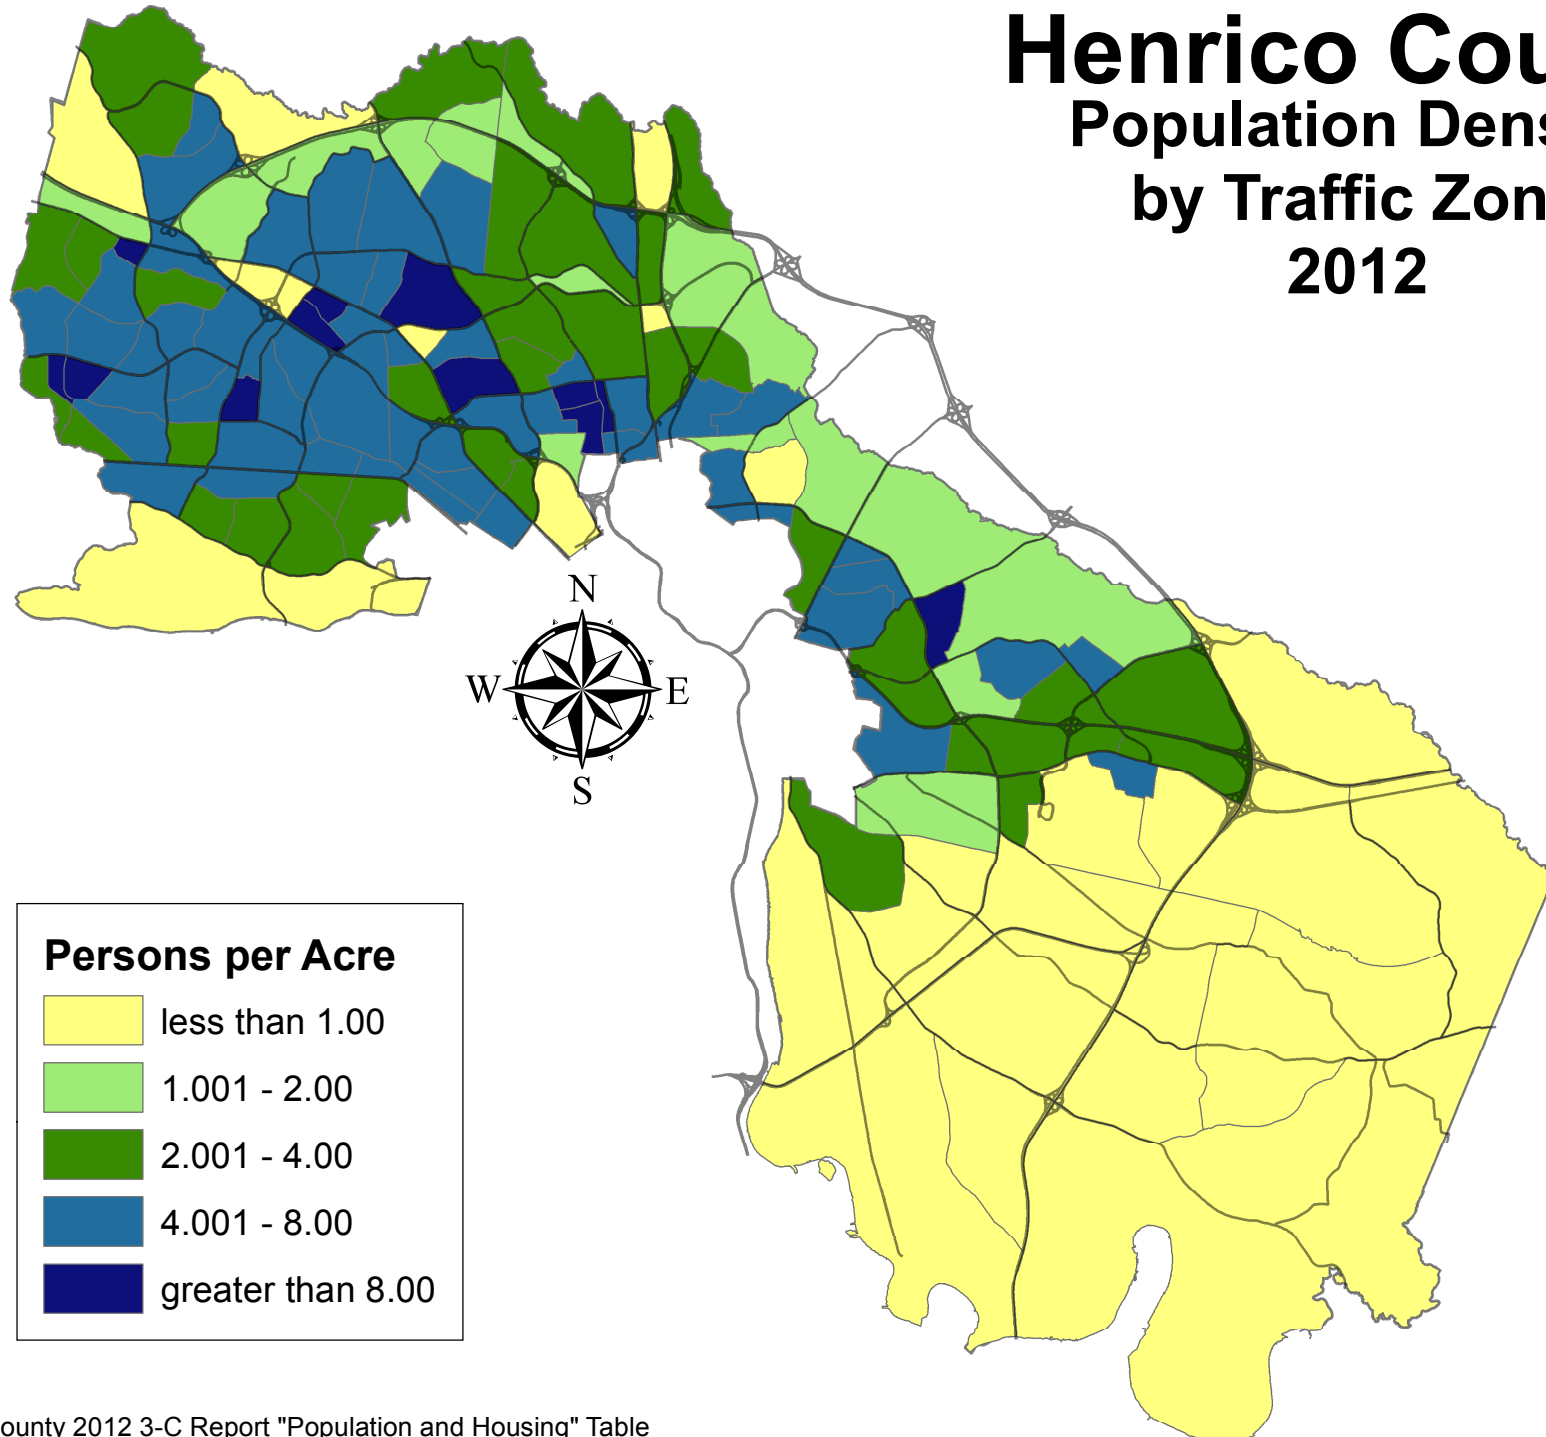 Henrico Cou
Population Dens
by Traffic Zon
2012
N
W E
S
Persons per Acre
less than 1.00
1.001 - 2.00
2.001 - 4.00
4.001 - 8.00
greater than 8.00
ounty 2012 3-C Report "Population and Housing" Table